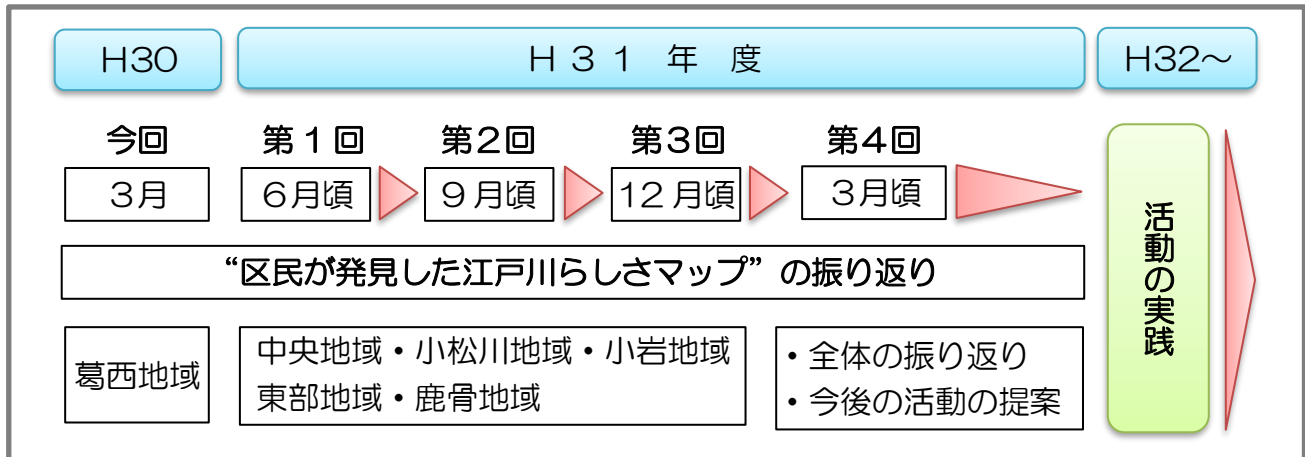 H30
H31年度
H32～
今回
第1回
第2回
第3回
第4回
3月
6月頃
9月頃
12月頃
3月頃
“区民が発見した江戸川らしさマップ”の振り返り
葛西地域
中央地域・小松川地域・小岩地域
東部地域・鹿骨地域
・全体の振り返り
・今後の活動の提案
活動の実践